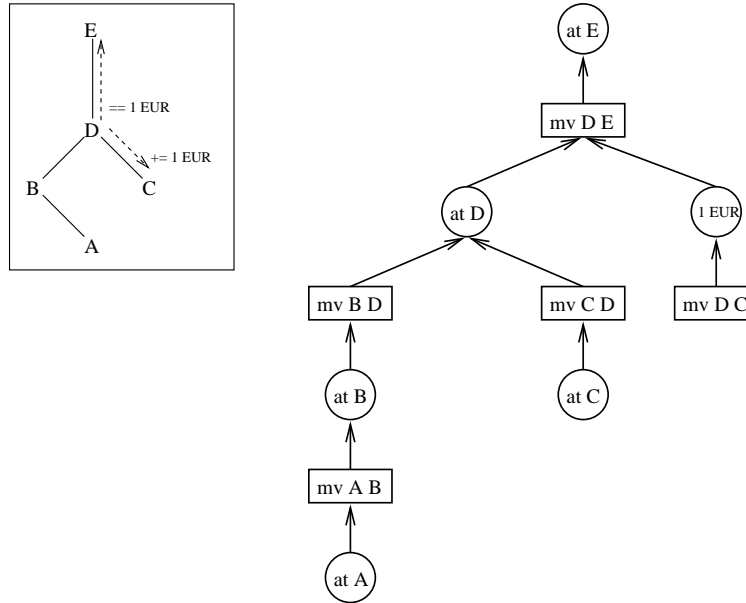 E
== 1 EUR
D
+= 1 EUR
B
C
A
at E
mv D E
at D
1 EUR
mv B D
mv C D
mv D C
at B
at C
mv A B
at A